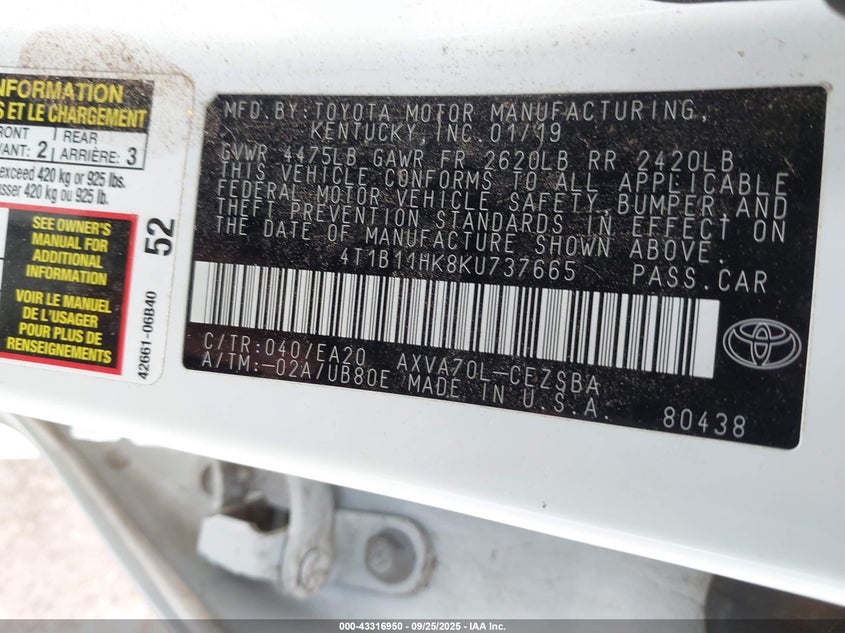 INFORMATION
S ET LE CHARGEMENT
FRONT
REAR
ANT: 2
ARRIÈRE: 3
exceed 420 kg or 925 lbs.
sser 420 kg ou 925 lb.
SEE OWNER'S
MANUAL FOR
ADDITIONAL
INFORMATION
VOIR LE MANUEL
DE L'USAGER
POUR PLUS DE
RENSEIGNEMENTS
52
42661-06B40
MFD.BY:TOYOTA MOTOR MANUFACTURING,
KENTUCKY,INC.01/19
GVWR 4475LB GAWR FR 2620LB RR 2420LB
THIS VEHICLE CONFORMS TO ALL APPLICABLE
FEDERAL MOTOR VEHICLE SAFETY,BUMPER,AND
THEFT PREVENTION STANDARDS IN EFFECT ON
THE DATE OF MANUFACTURE SHOWN ABOVE.
4T1B11HK8KU737665 PASS.CAR
C/TR:040/EA20 AXVA70L-CEZSBA
A/TM:-02A/UB80E MADE IN U.S.A.
80438
000-43316950 - 09/25/2025 - IAA Inc.